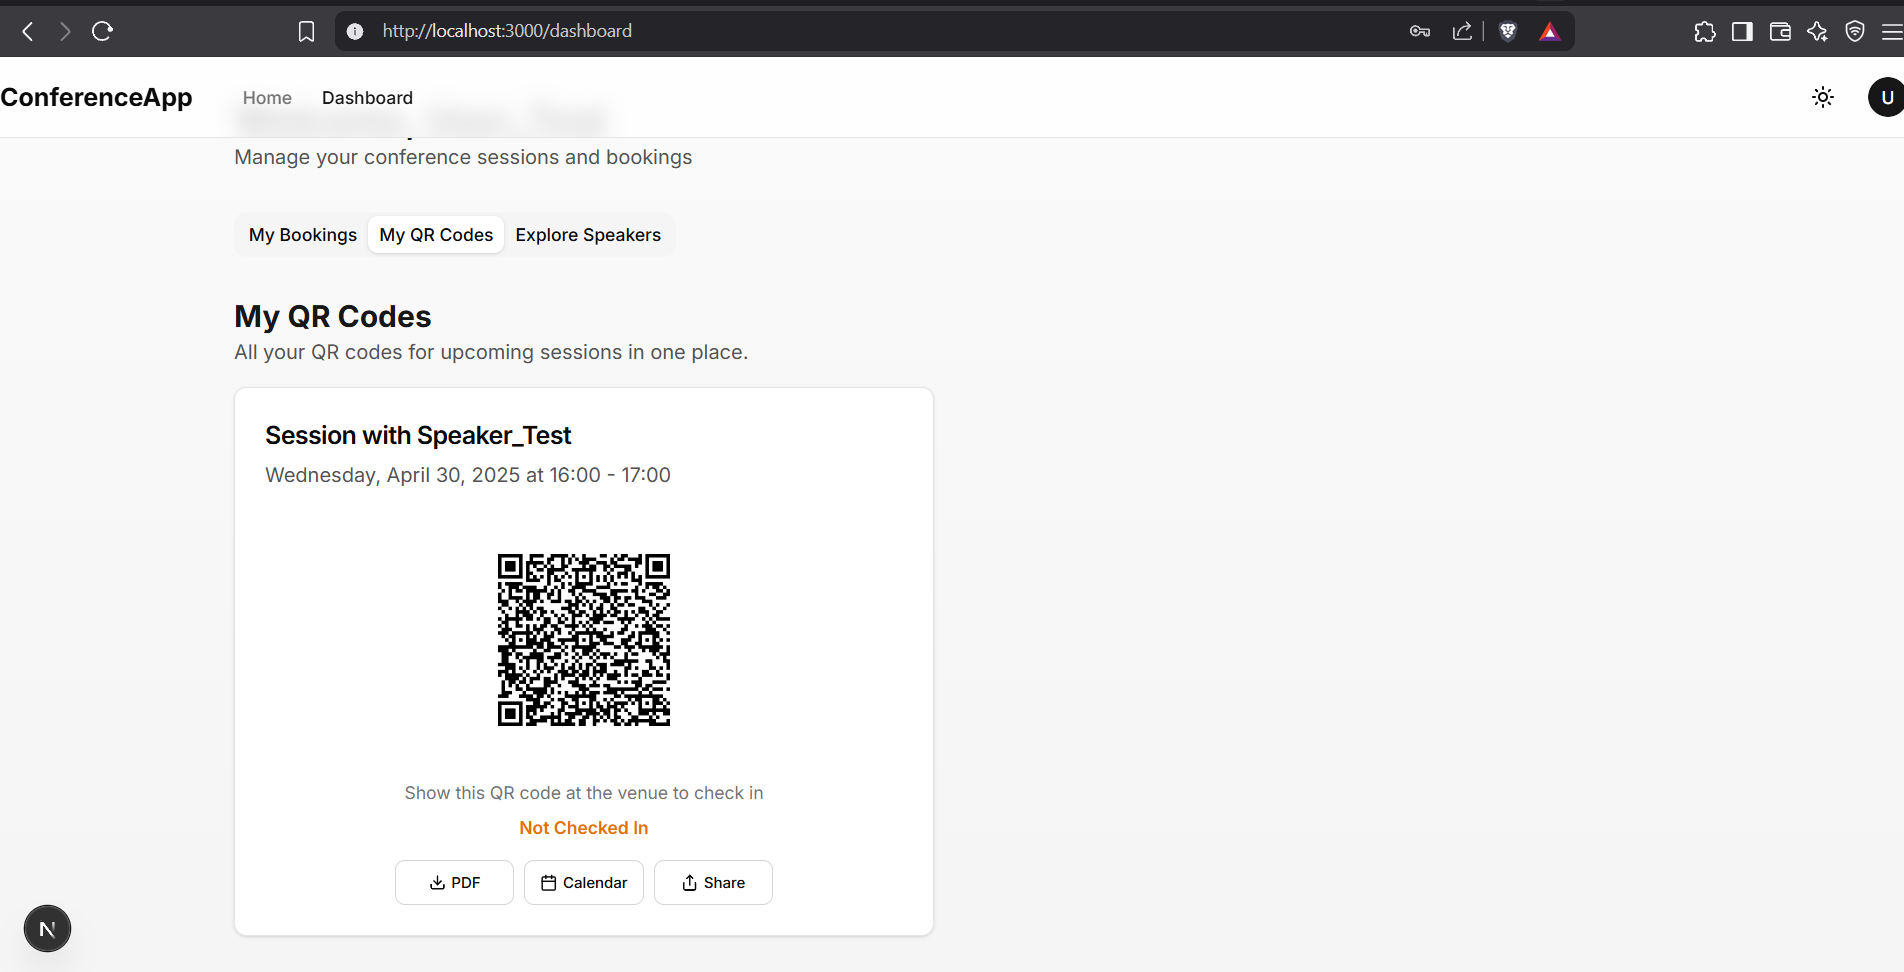 http://localhost:3000/dashboard
ConferenceApp
Home
Dashboard
U
Manage your conference sessions and bookings
My Bookings
My QR Codes
Explore Speakers
My QR Codes
All your QR codes for upcoming sessions in one place.
Session with Speaker_Test
Wednesday, April 30, 2025 at 16:00 - 17:00
Show this QR code at the venue to check in
Not Checked In
PDF
Calendar
Share
N